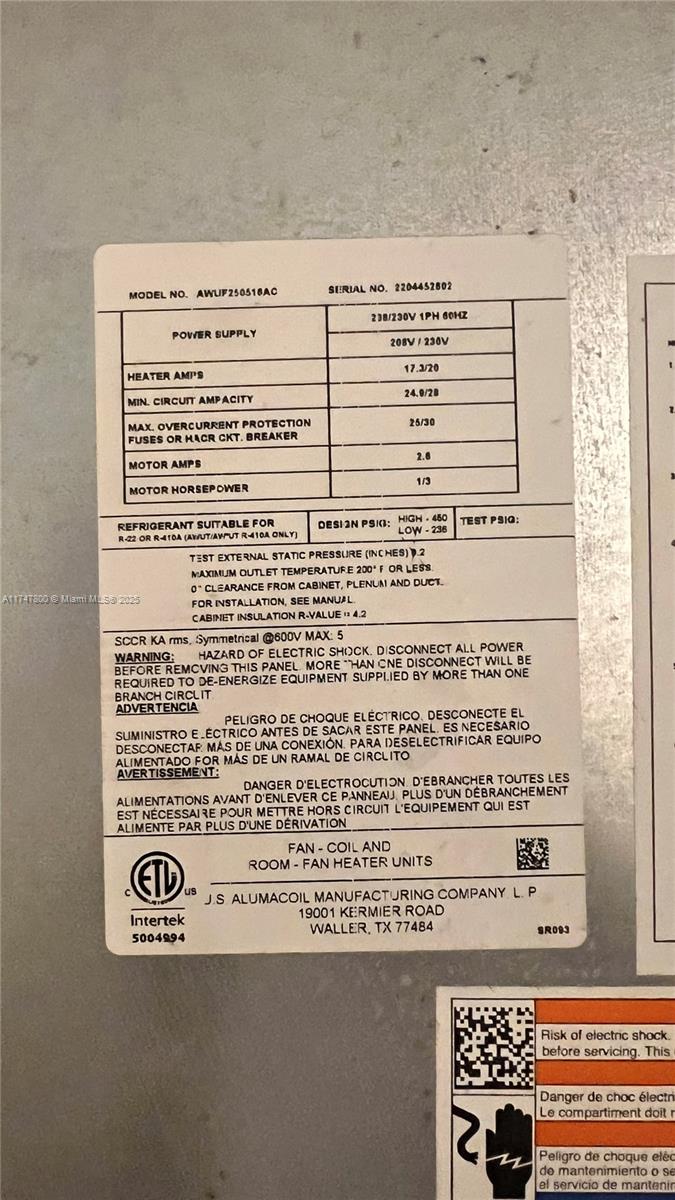 MODEL NO. AWUF250516AC SERIAL NO. 2204452602
POWER SUPPLY
238/230V 1PH 60HZ
208V / 230V
HEATER AMPS 17.3/20
MIN. CIRCUIT AMPACITY 24.9/28
MAX. OVERCURRENT PROTECTION
FUSES OR HACR CKT. BREAKER 25/30
MOTOR AMPS 2.6
MOTOR HORSEPOWER 1/3
REFRIGERANT SUITABLE FOR
R-22 OR R-410A (AWUT/AWPUT R-410A ONLY)
DESIGN PSIG: HIGH - 450
LOW - 236
TEST PSIG:
TEST EXTERNAL STATIC PRESSURE (INCHES) 0.2
MAXIMUM OUTLET TEMPERATURE 200° F OR LESS.
0" CLEARANCE FROM CABINET, PLENUM AND DUCT.
FOR INSTALLATION, SEE MANUAL.
CABINET INSULATION R-VALUE = 4.2
SCCR KA rms, Symmetrical @600V MAX: 5
WARNING: HAZARD OF ELECTRIC SHOCK. DISCONNECT ALL POWER
BEFORE REMOVING THIS PANEL. MORE THAN ONE DISCONNECT WILL BE
REQUIRED TO DE-ENERGIZE EQUIPMENT SUPPLIED BY MORE THAN ONE
BRANCH CIRCUIT
ADVERTENCIA
PELIGRO DE CHOQUE ELÉCTRICO. DESCONECTE EL
SUMINISTRO ELÉCTRICO ANTES DE SACAR ESTE PANEL. ES NECESARIO
DESCONECTAR MÁS DE UNA CONEXIÓN. PARA DESELECTRIFICAR EQUIPO
ALIMENTADO FOR MÁS DE UN RAMAL DE CIRCUITO
AVERTISSEMENT:
DANGER D'ELECTROCUTION. D'EBRANCHER TOUTES LES
ALIMENTATIONS AVANT D'ENLEVER CE PANNEAU. PLUS D'UN DÉBRANCHEMENT
EST NÉCESSAIRE POUR METTRE HORS CIRCUIT L'EQUIPEMENT QUI EST
ALIMENTE PAR PLUS D'UNE DÉRIVATION
FAN - COIL AND
ROOM - FAN HEATER UNITS
C ETL US
Intertek
5004994
J.S. ALUMACOIL MANUFACTURING COMPANY L. P
19001 KERMIER ROAD
WALLER, TX 77484
SR093
Risk of electric shock.
before servicing. This
Danger de choc électri
Le compartiment doit r
Peligro de choque eléc
de mantenimiento o se
el servicio de mantenin
A11747800 © Miami MLS® 2025